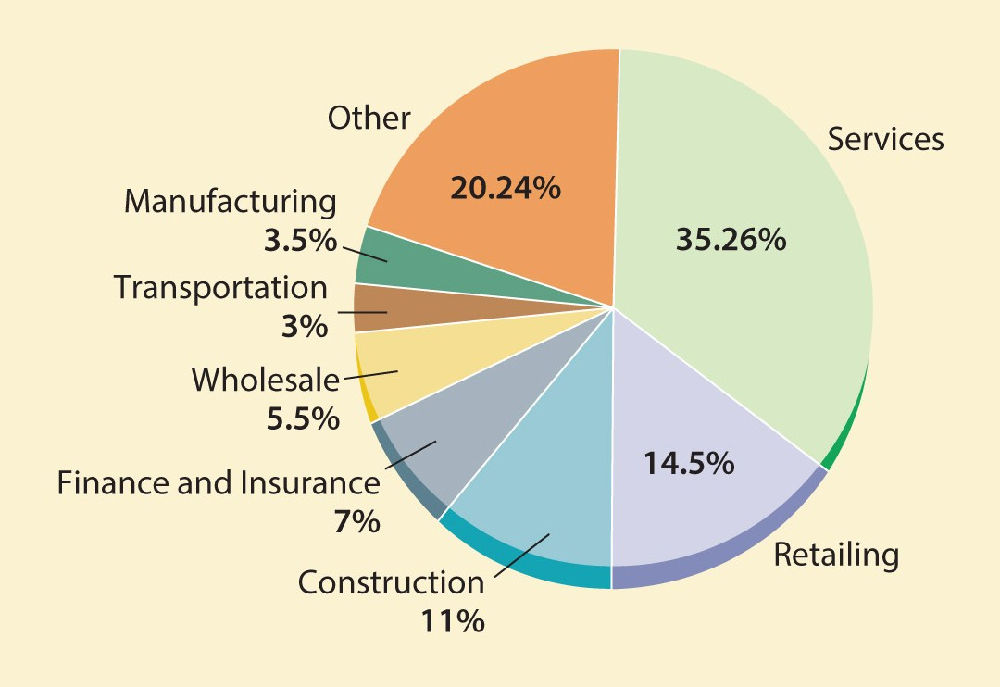 Other
20.24%
Services
35.26%
Manufacturing
3.5%
Transportation
3%
Wholesale
5.5%
Finance and Insurance
7%
Construction
11%
14.5%
Retailing